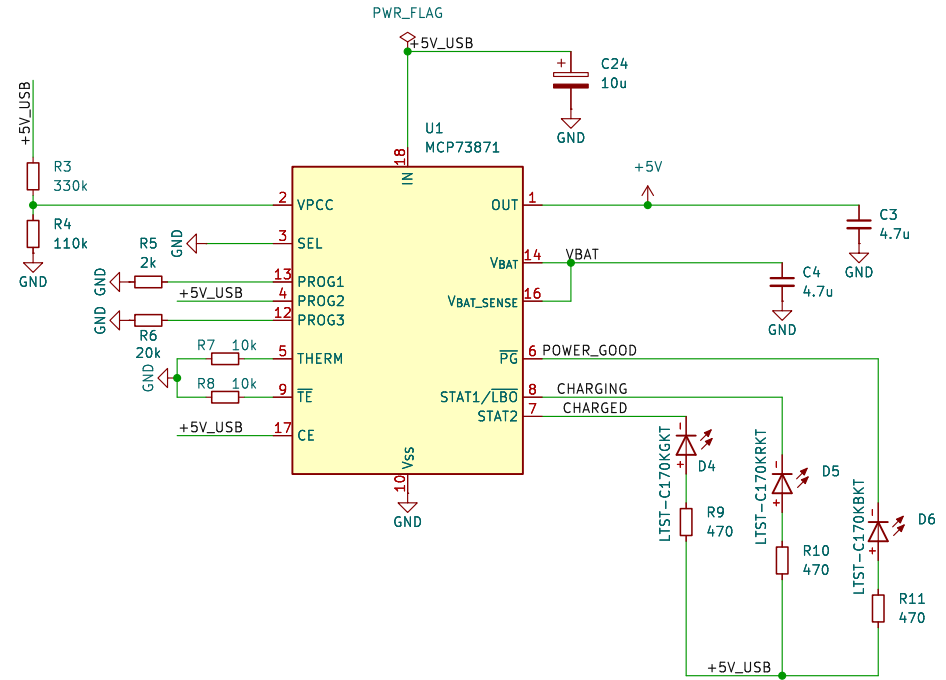 PWR_FLAG
+5V_USB
+
C24
10u
GND
+5V_USB
U1
MCP73871
18
IN
R3
330k
R4
110k
GND
2
VPCC
3
SEL
GND
R5
2k
GND
13
PROG1
+5V_USB
4
PROG2
GND
12
PROG3
R6
20k
R7 10k
5
THERM
GND
R8 10k
9
TE
+5V_USB
17
CE
Vss
10
GND
OUT
1
+5V
C3
4.7u
GND
VBAT
14
VBAT
C4
4.7u
GND
VBAT_SENSE
16
PG
6
POWER_GOOD
STAT1/LBO
8
CHARGING
STAT2
7
CHARGED
LTST-C170KGKT
-
+
D4
R9
470
LTST-C170KRKT
-
+
D5
R10
470
LTST-C170KBKT
-
+
D6
R11
470
+5V_USB